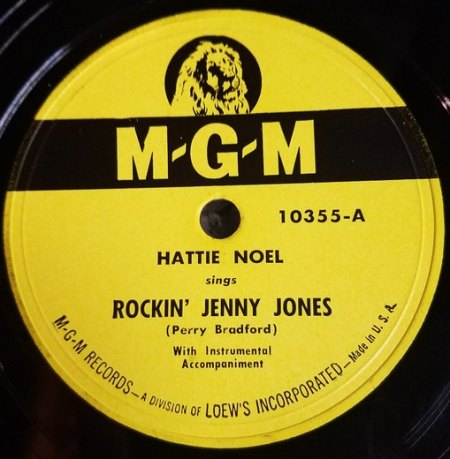 M-G-M
10355-A
HATTIE NOEL
sings
ROCKIN' JENNY JONES
(Perry Bradford)
With Instrumental
Accompaniment
M-G-M RECORDS—A DIVISION OF LOEW'S INCORPORATED—Made in U. S. A.